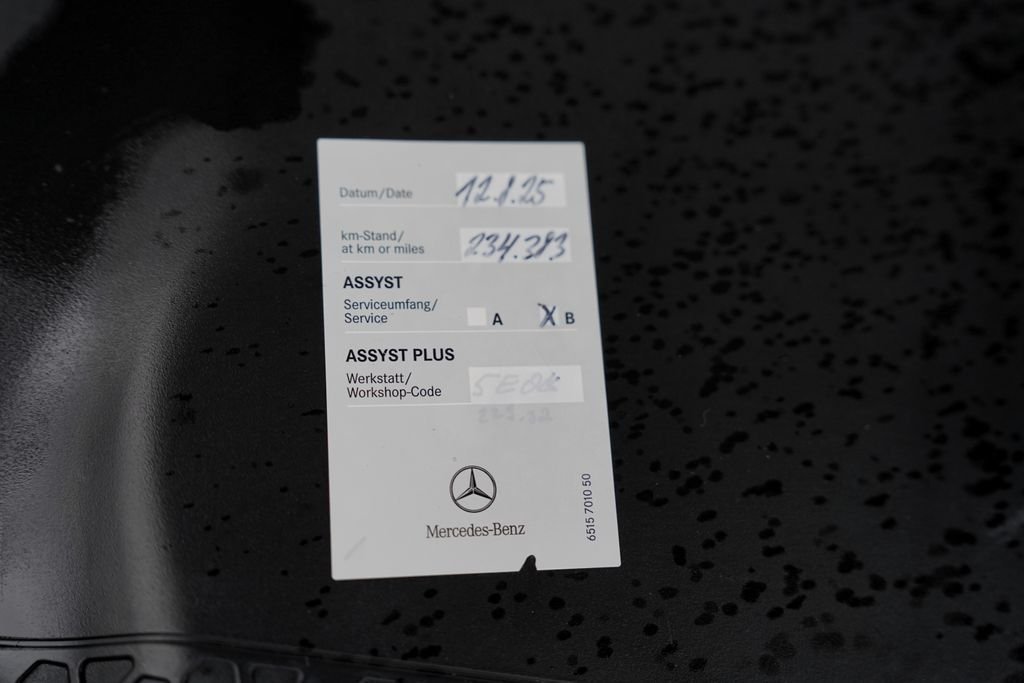 Datum/Date 12.8.25
km-Stand/
at km or miles 234.383
ASSYST
Serviceumfang/
Service A X B
ASSYST PLUS
Werkstatt/
Workshop-Code
Mercedes-Benz
6515 7010 50